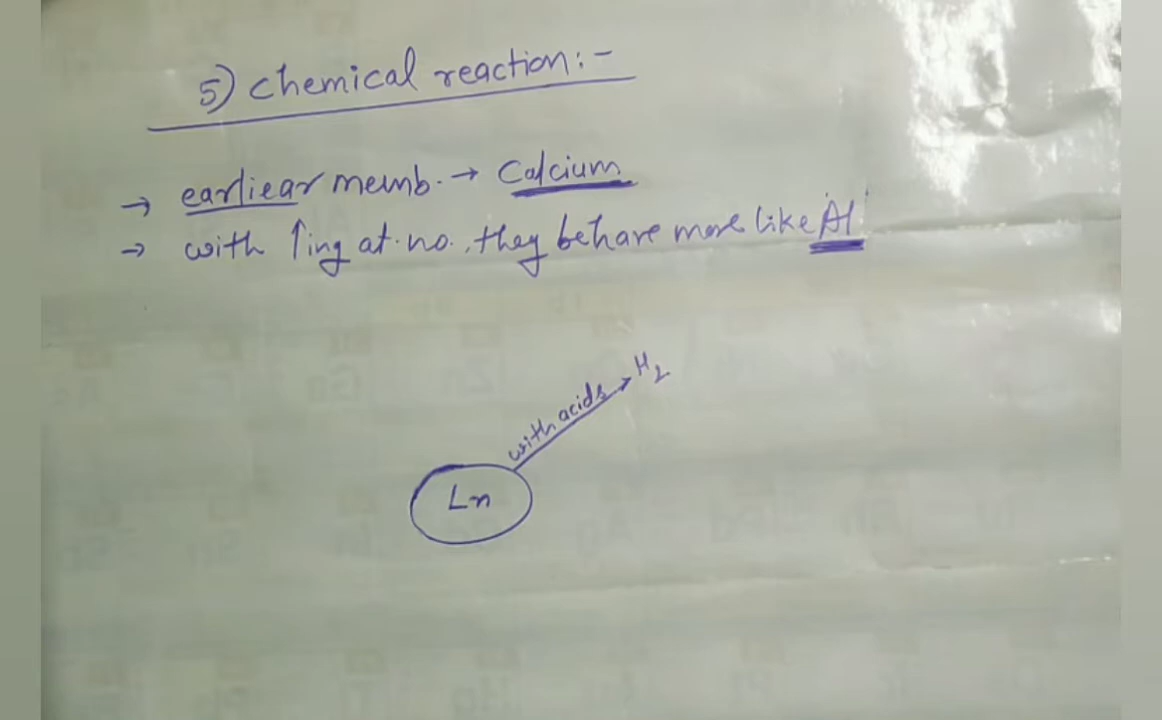 5) chemical reaction:-
→ earliear memb. → Calcium
→ with ↑ing at. no., they behave more like Al
with acids → H2
Ln